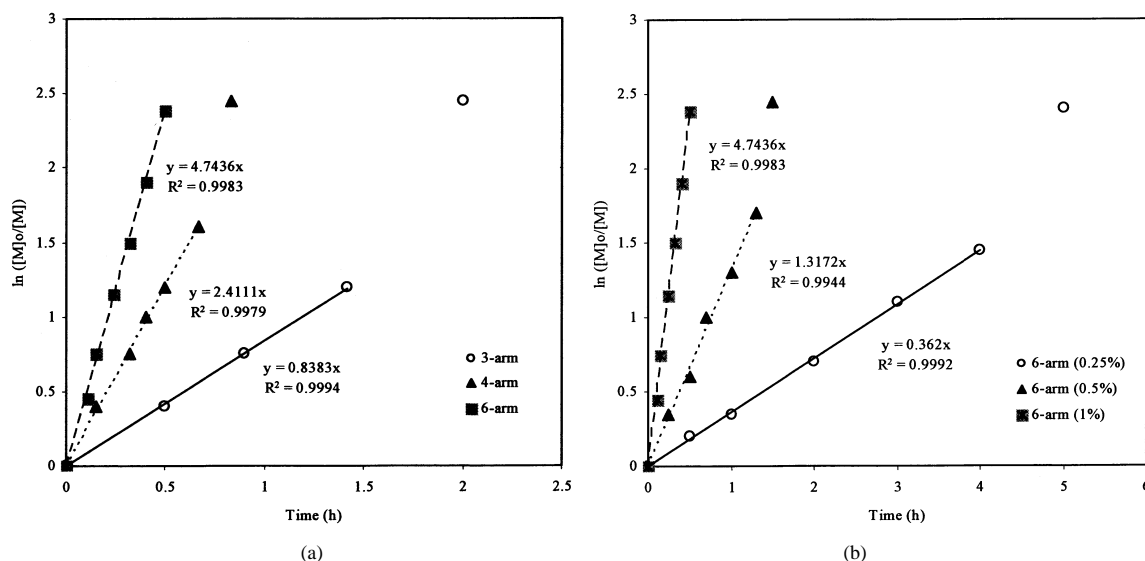 3
2.5
2
1.5
1
0.5
0
ln ([M]o/[M])
y = 4.7436x
R² = 0.9983
y = 2.4111x
R² = 0.9979
y = 0.8383x
R² = 0.9994
3-arm
4-arm
6-arm
0 0.5 1 1.5 2 2.5
Time (h)
(a)
3
2.5
2
1.5
1
0.5
0
ln ([M]o/[M])
y = 4.7436x
R² = 0.9983
y = 1.3172x
R² = 0.9944
y = 0.362x
R² = 0.9992
6-arm (0.25%)
6-arm (0.5%)
6-arm (1%)
0 1 2 3 4 5 6
Time (h)
(b)